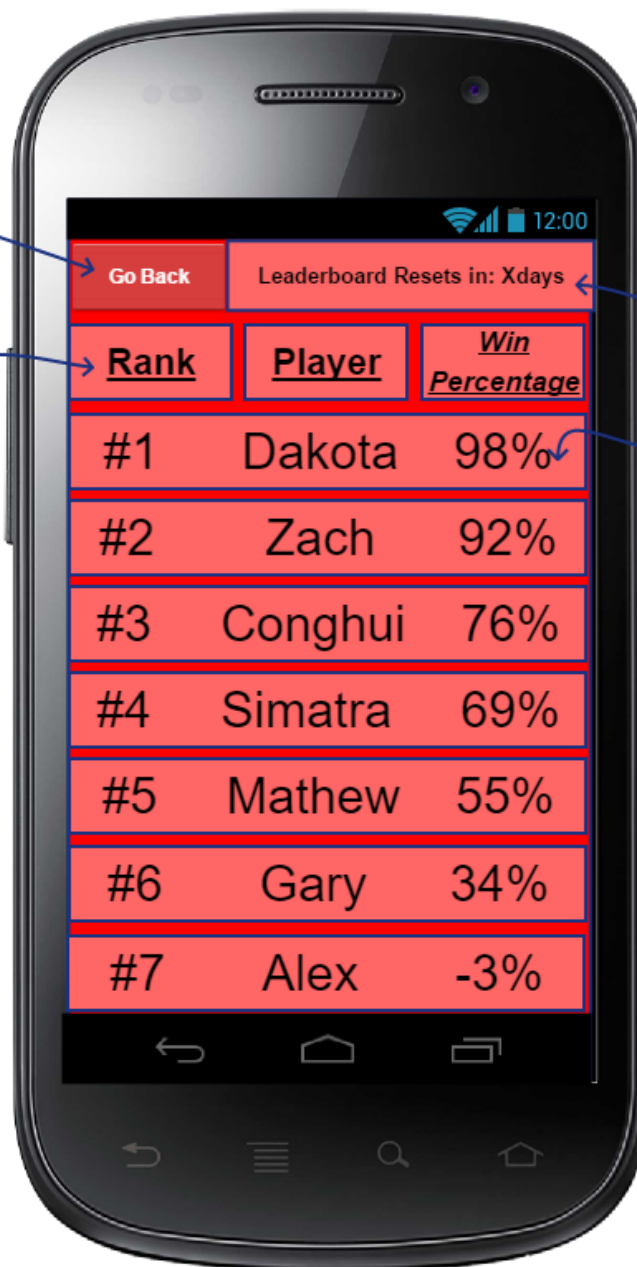 12:00
Go Back
Leaderboard Resets in: Xdays
Rank
Player
Win
Percentage
#1 Dakota 98%
#2 Zach 92%
#3 Conghui 76%
#4 Simatra 69%
#5 Mathew 55%
#6 Gary 34%
#7 Alex -3%